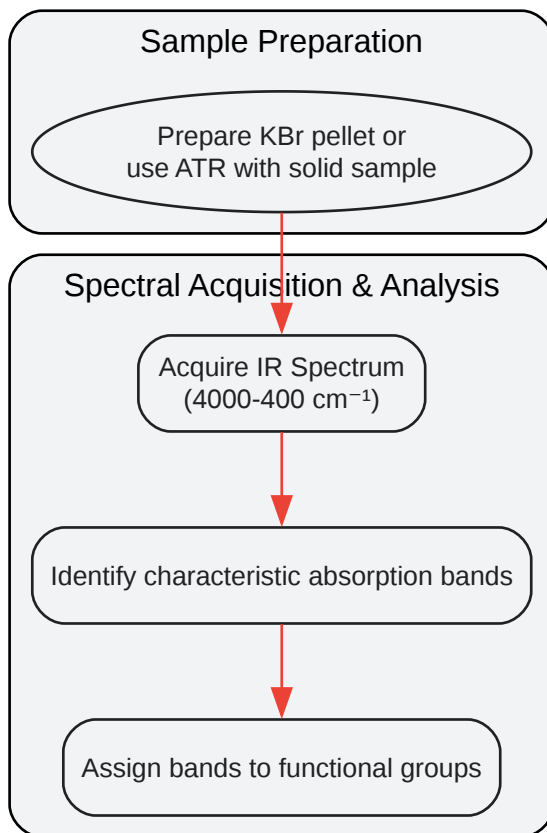 Sample Preparation
Prepare KBr pellet or
use ATR with solid sample
Spectral Acquisition & Analysis
Acquire IR Spectrum
(4000-400 cm⁻¹)
Identify characteristic absorption bands
Assign bands to functional groups